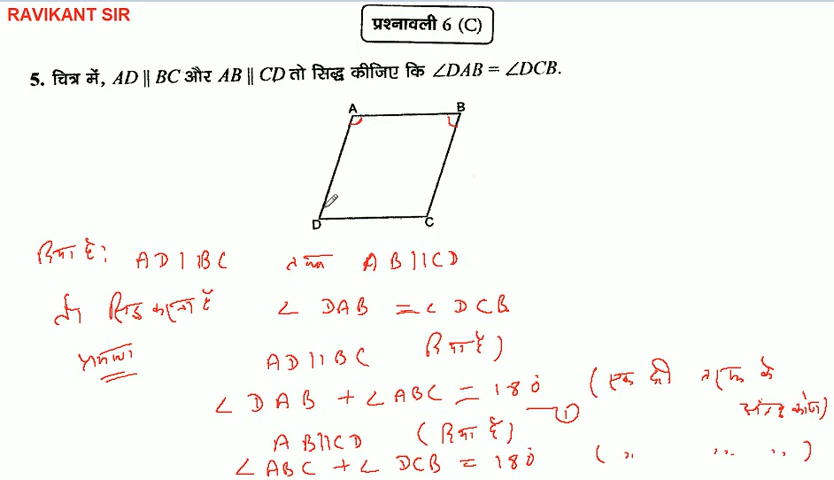 RAVIKANT SIR
प्रश्नावली 6 (C)
5. चित्र में, AD || BC और AB || CD तो सिद्ध कीजिए कि ∠DAB = ∠DCB.
A B
D C
दिया है: AD || BC तथा AB || CD
तो सिद्ध करना है ∠ DAB = ∠ DCB
प्रमाण
AD || BC दिया है)
∠ DAB + ∠ ABC = 180° (एक ही तरफ के
—① अंतः कोण)
AB || CD (दिया है)
∠ ABC + ∠ DCB = 180° ( ,, ,, ,, )